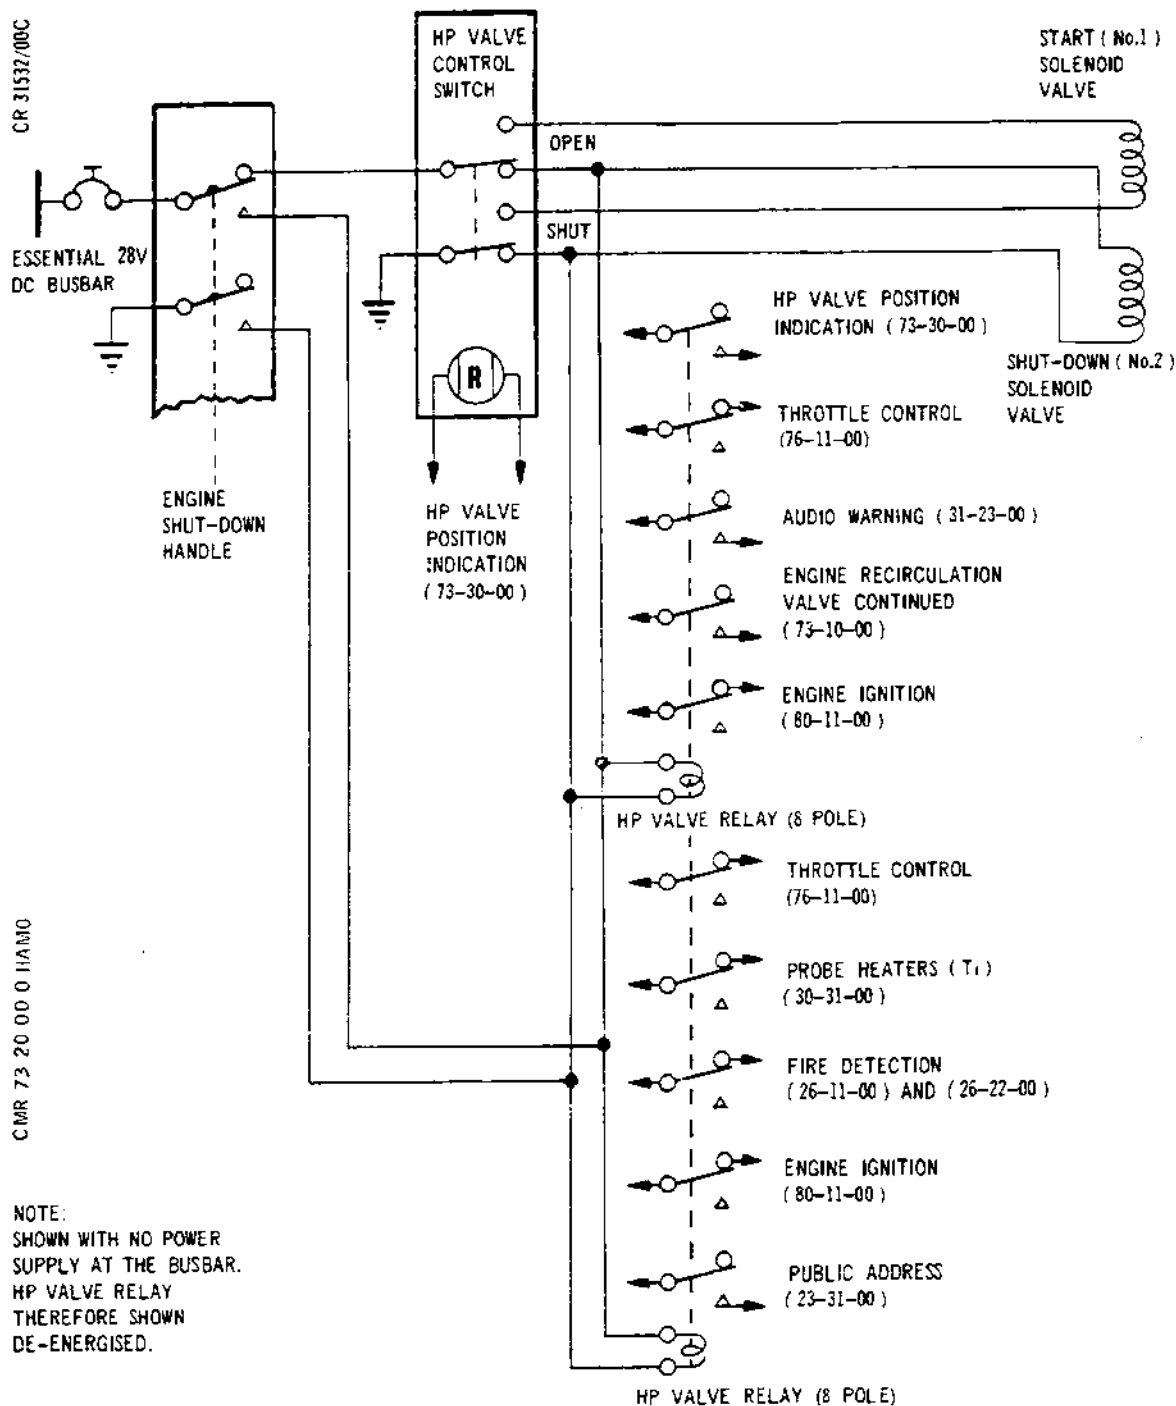 CR 31532/00C
HP VALVE
CONTROL
SWITCH
START ( No.1 )
SOLENOID
VALVE
OPEN
SHUT
ESSENTIAL 28V
DC BUSBAR
R
HP VALVE POSITION
INDICATION ( 73-30-00 )
SHUT-DOWN ( No.2 )
SOLENOID
VALVE
THROTTLE CONTROL
(76-11-00)
ENGINE
SHUT-DOWN
HANDLE
HP VALVE
POSITION
INDICATION
( 73-30-00 )
AUDIO WARNING ( 31-23-00 )
ENGINE RECIRCULATION
VALVE CONTINUED
( 73-10-00 )
ENGINE IGNITION
( 80-11-00 )
HP VALVE RELAY (8 POLE)
THROTTLE CONTROL
(76-11-00)
PROBE HEATERS ( T1 )
( 30-31-00 )
FIRE DETECTION
( 26-11-00 ) AND ( 26-22-00 )
ENGINE IGNITION
( 80-11-00 )
PUBLIC ADDRESS
( 23-31-00 )
HP VALVE RELAY (8 POLE)
CMR 73 20 00 0 HAM0
NOTE:
SHOWN WITH NO POWER
SUPPLY AT THE BUSBAR.
HP VALVE RELAY
THEREFORE SHOWN
DE-ENERGISED.